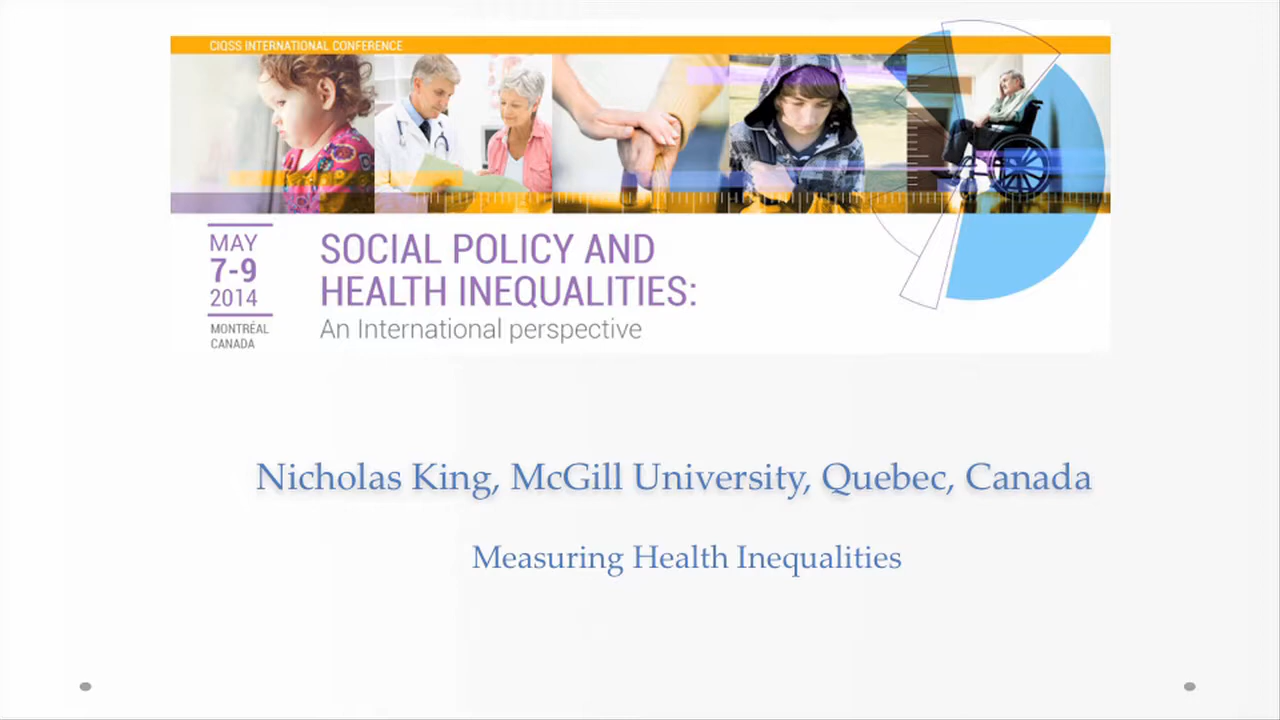 CIQSS INTERNATIONAL CONFERENCE
MAY
7-9
2014
MONTRÉAL
CANADA
SOCIAL POLICY AND
HEALTH INEQUALITIES:
An International perspective
Nicholas King, McGill University, Quebec, Canada
Measuring Health Inequalities